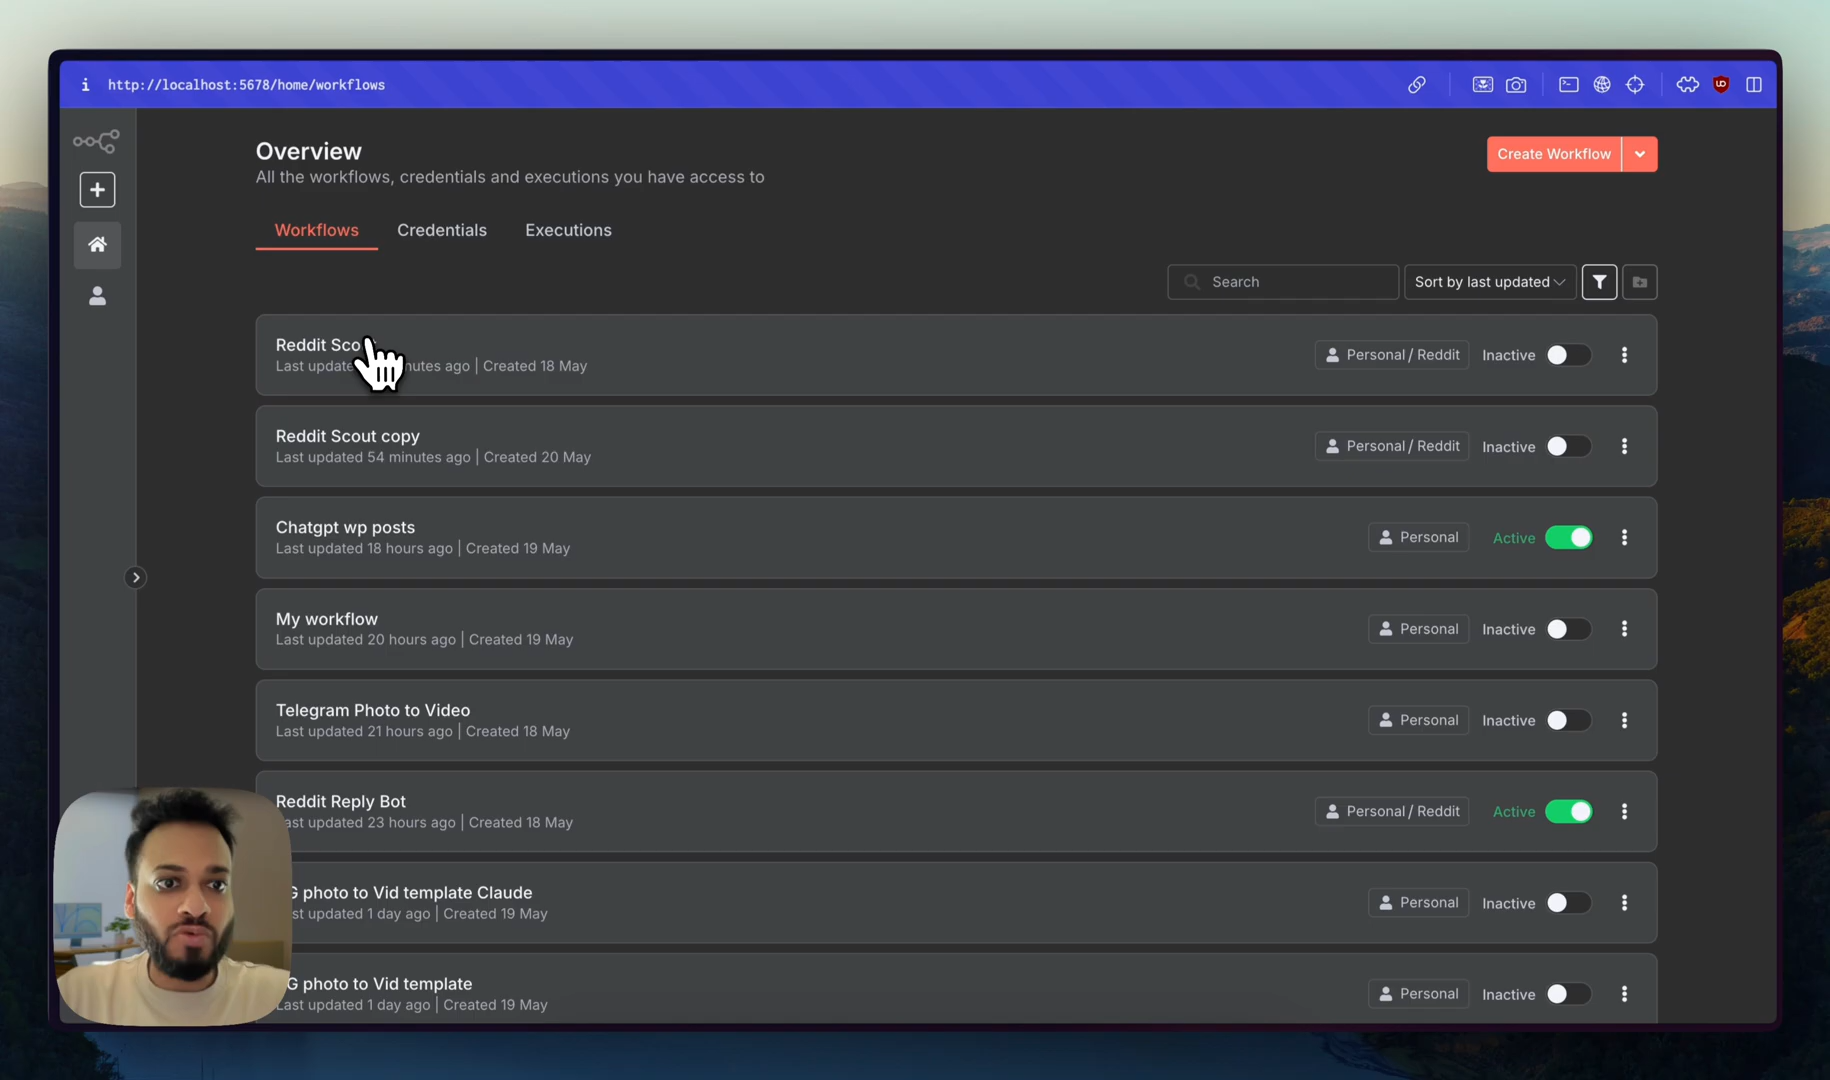 http://localhost:5678/home/workflows
Overview
All the workflows, credentials and executions you have access to
Create Workflow
Workflows Credentials Executions
Search
Sort by last updated
Reddit
Last minutes ago | Created 18 May
Personal / Reddit
Inactive
Reddit Scout copy
Last updated 54 minutes ago | Created 20 May
Personal / Reddit
Inactive
Chatgpt wp posts
Last updated 18 hours ago | Created 19 May
Personal
Active
My workflow
Last updated 20 hours ago | Created 19 May
Personal
Inactive
Telegram Photo to Video
Last updated 21 hours ago | Created 18 May
Personal
Inactive
Reddit Reply Bot
Last updated 23 hours ago | Created 18 May
Personal / Reddit
Active
photo to Vid template Claude
updated 1 day ago | Created 19 May
Personal
Inactive
photo to Vid template
Last updated 1 day ago | Created 19 May
Personal
Inactive